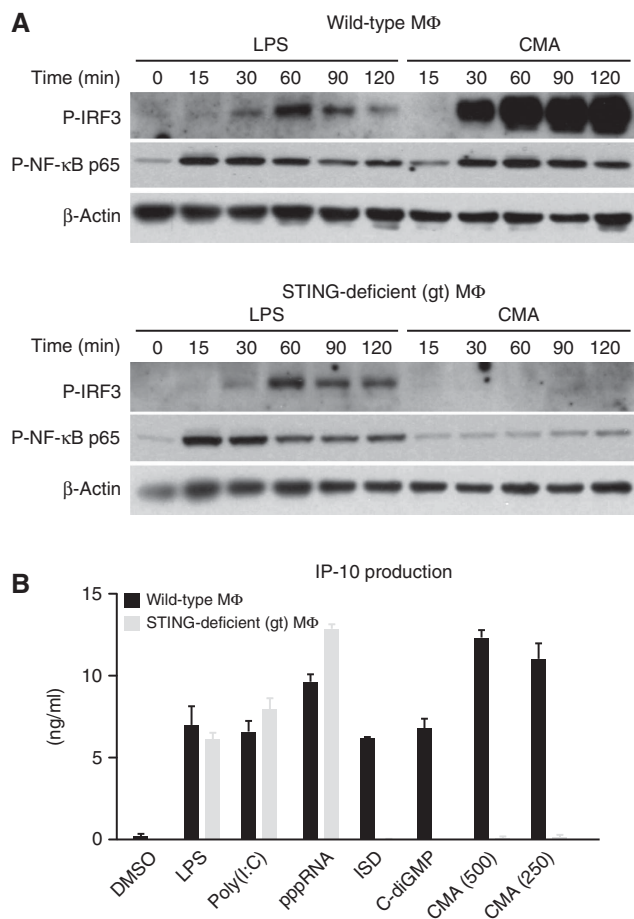 A
Wild-type MΦ
LPS CMA
Time (min) 0 15 30 60 90 120 15 30 60 90 120
P-IRF3
P-NF-κB p65
β-Actin
STING-deficient (gt) MΦ
LPS CMA
Time (min) 0 15 30 60 90 120 15 30 60 90 120
P-IRF3
P-NF-κB p65
β-Actin
B
IP-10 production
Wild-type MΦ
STING-deficient (gt) MΦ
(ng/ml)
15
10
5
0
DMSO LPS Poly(I:C) pppRNA ISD C-diGMP CMA (500) CMA (250)